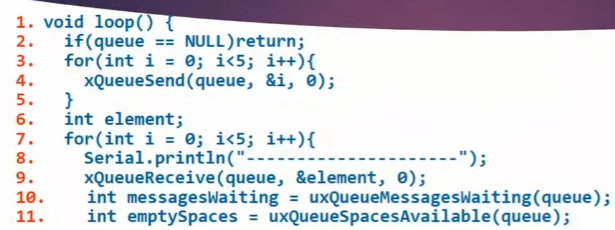 1. void loop() {
2. if(queue == NULL)return;
3. for(int i = 0; i<5; i++){
4. xQueueSend(queue, &i, 0);
5. }
6. int element;
7. for(int i = 0; i<5; i++){
8. Serial.println("---------------------");
9. xQueueReceive(queue, &element, 0);
10. int messagesWaiting = uxQueueMessagesWaiting(queue);
11. int emptySpaces = uxQueueSpacesAvailable(queue);